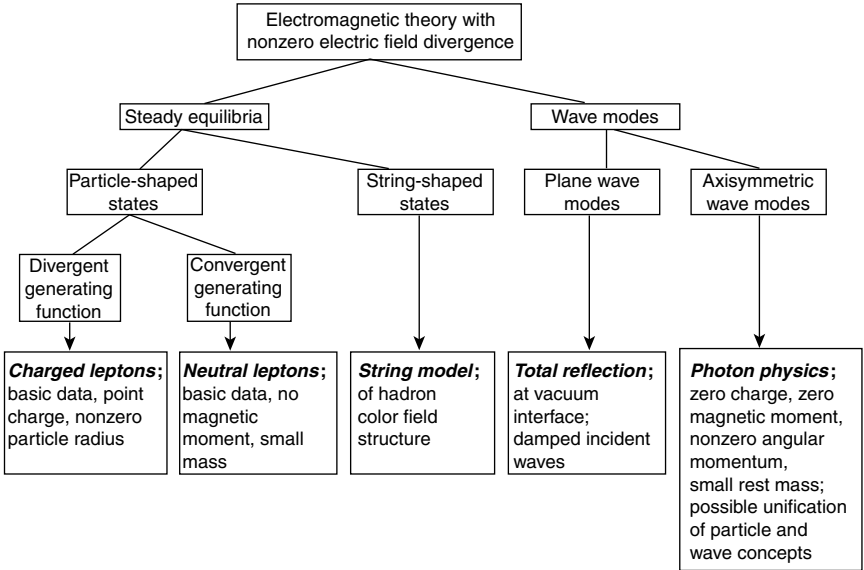 Electromagnetic theory with
nonzero electric field divergence
Steady equilibria
Wave modes
Particle-shaped
states
String-shaped
states
Plane wave
modes
Axisymmetric
wave modes
Divergent
generating
function
Convergent
generating
function
Charged leptons;
basic data, point
charge, nonzero
particle radius
Neutral leptons;
basic data, no
magnetic
moment, small
mass
String model;
of hadron
color field
structure
Total reflection;
at vacuum
interface;
damped incident
waves
Photon physics;
zero charge, zero
magnetic moment,
nonzero angular
momentum,
small rest mass;
possible unification
of particle and
wave concepts